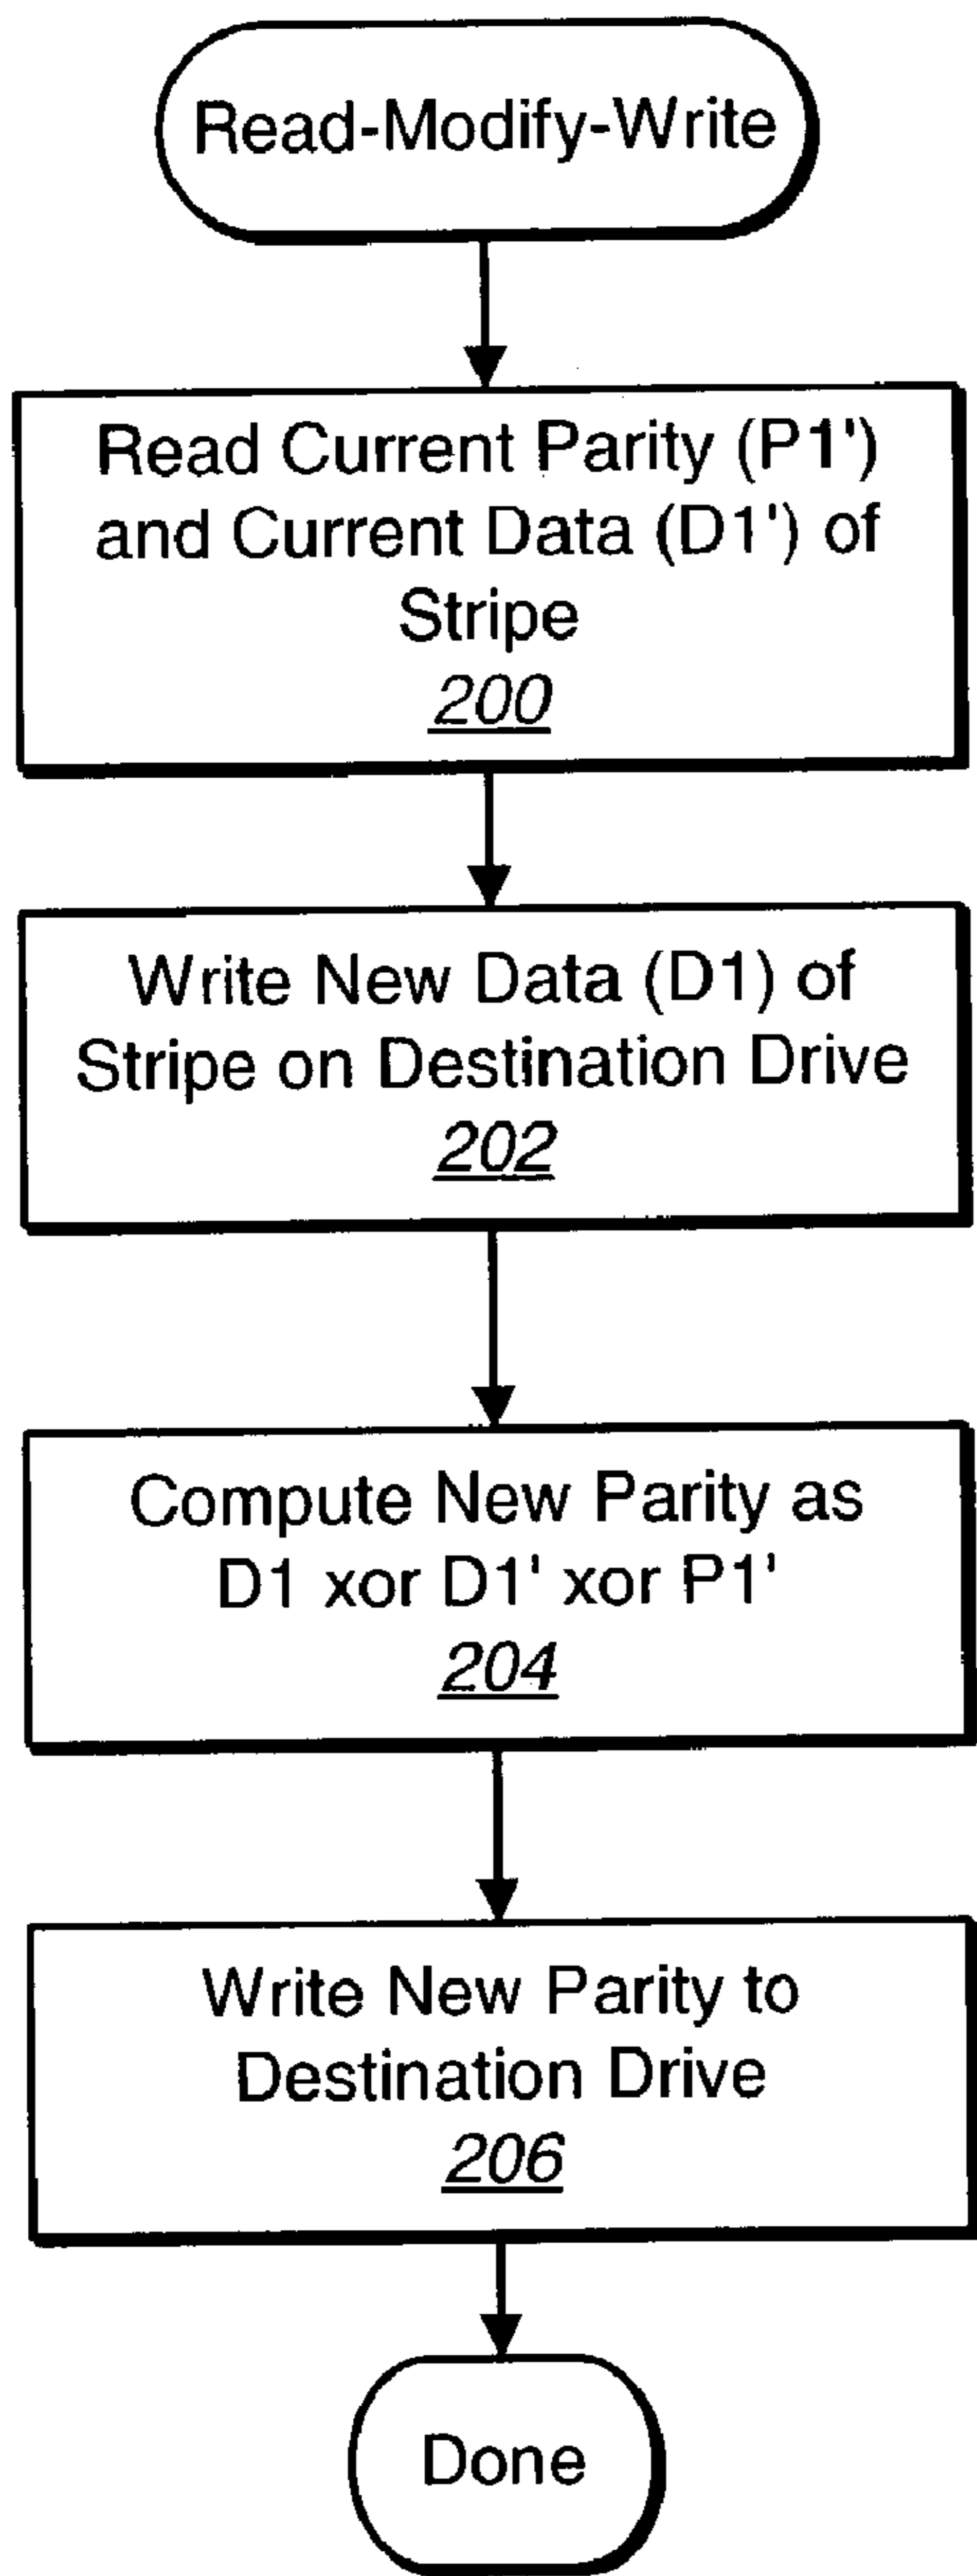 Read-Modify-Write
Read Current Parity (P1')
and Current Data (D1') of
Stripe
200
Write New Data (D1) of
Stripe on Destination Drive
202
Compute New Parity as
D1 xor D1' xor P1'
204
Write New Parity to
Destination Drive
206
Done